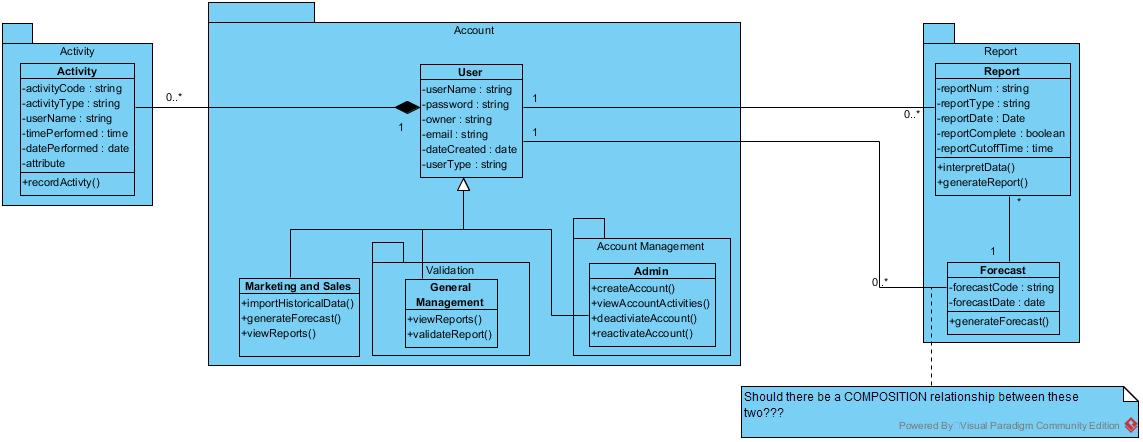 Account
Activity
Report
Activity
-activityCode : string
-activityType : string
-userName : string
-timePerformed : time
-datePerformed : date
-attribute
+recordActivty()
0..*
1
User
-userName : string
-password : string
-owner : string
-email : string
-dateCreated : date
-userType : string
1
1
0..*
Report
-reportNum : string
-reportType : string
-reportDate : Date
-reportComplete : boolean
-reportCutoffTime : time
+interpretData()
+generateReport()
*
1
0..*
Forecast
-forecastCode : string
-forecastDate : date
+generateForecast()
Marketing and Sales
+importHistoricalData()
+generateForecast()
+viewReports()
Validation
General
Management
+viewReports()
+validateReport()
Account Management
Admin
+createAccount()
+viewAccountActivities()
+deactiviateAccount()
+reactivateAccount()
Should there be a COMPOSITION relationship between these
two???
Powered By Visual Paradigm Community Edition